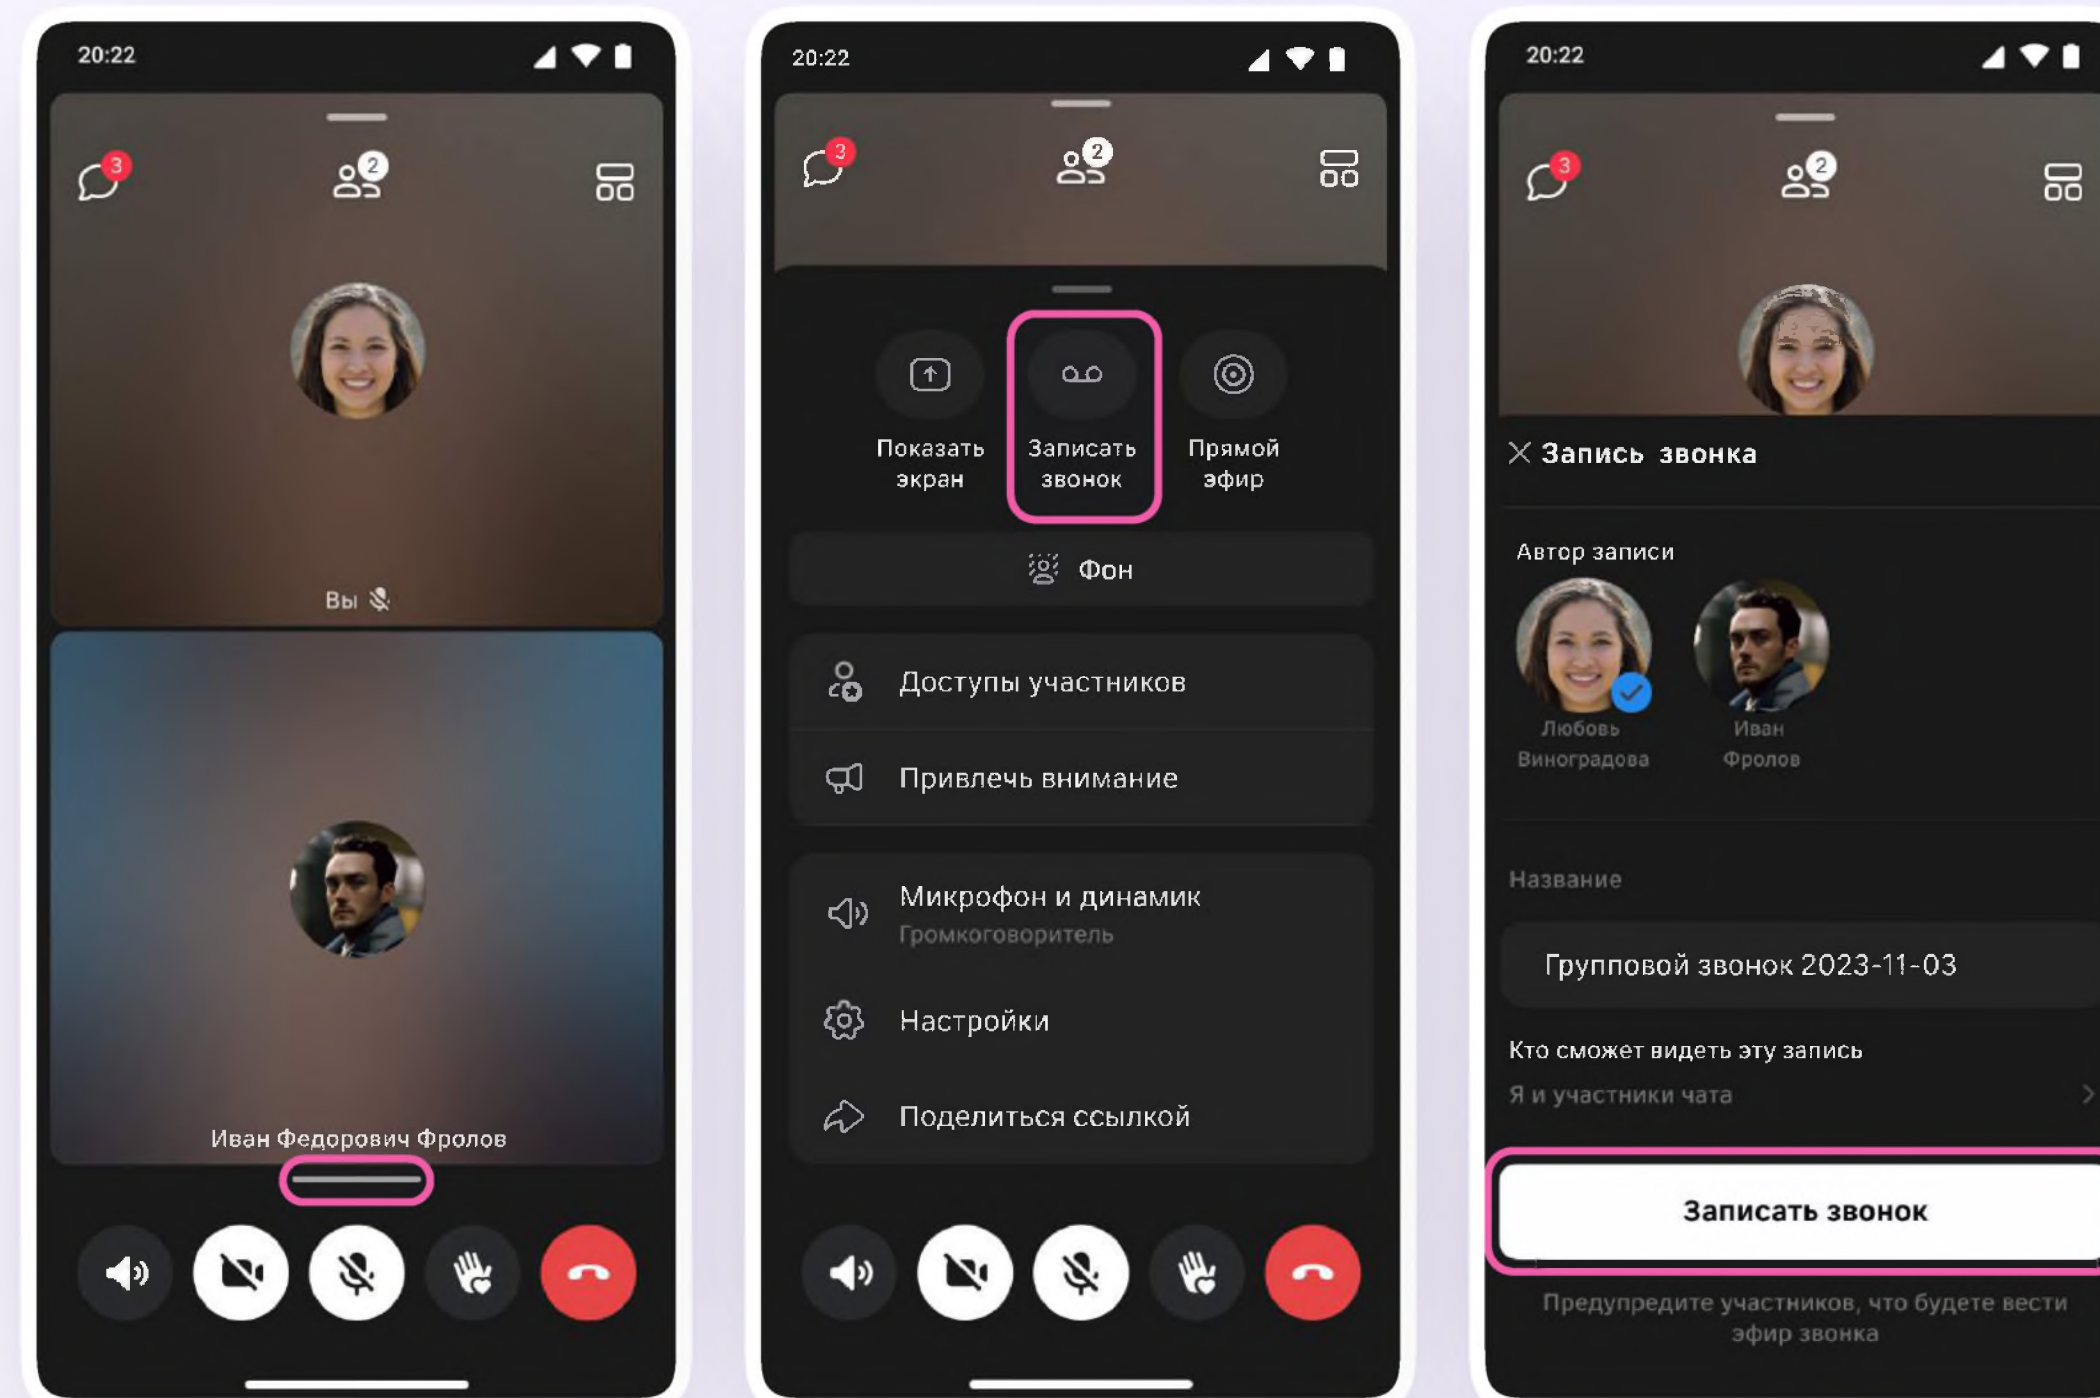 20:22
3
2
Вы
Иван Федорович Фролов
20:22
3
2
Показать
экран
Записать
звонок
Прямой
эфир
Фон
Доступы участников
Привлечь внимание
Микрофон и динамик
Громкоговоритель
Настройки
Поделиться ссылкой
20:22
3
2
Запись звонка
Автор записи
Любовь
Виноградова
Иван
Фролов
Название
Групповой звонок 2023-11-03
Кто сможет видеть эту запись
Я и участники чата
Записать звонок
Предупредите участников, что будете вести
эфир звонка